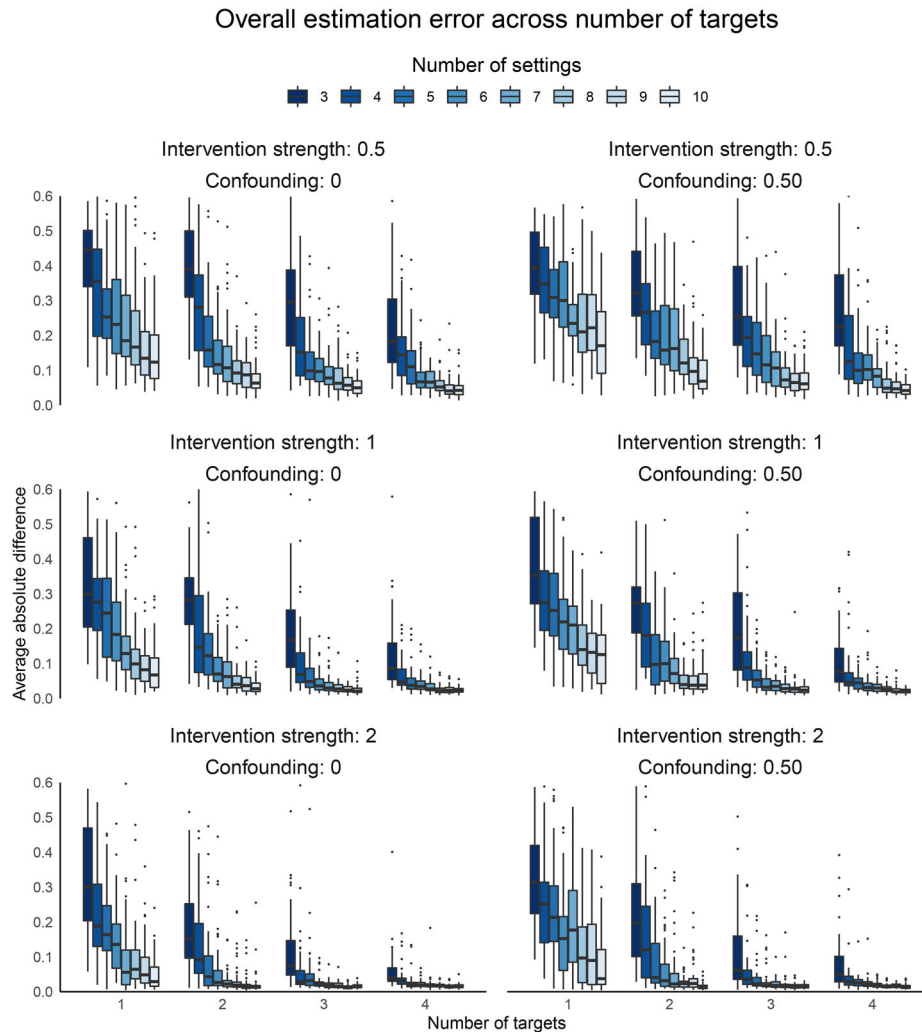 Overall estimation error across number of targets
Number of settings
3 4 5 6 7 8 9 10
Intervention strength: 0.5 Intervention strength: 0.5
Confounding: 0 Confounding: 0.50
0.6
0.5
0.4
0.3
0.2
0.1
0.0
Intervention strength: 1 Intervention strength: 1
Confounding: 0 Confounding: 0.50
Average absolute difference
0.6
0.5
0.4
0.3
0.2
0.1
0.0
Intervention strength: 2 Intervention strength: 2
Confounding: 0 Confounding: 0.50
0.6
0.5
0.4
0.3
0.2
0.1
0.0
1 2 3 4 1 2 3 4
Number of targets